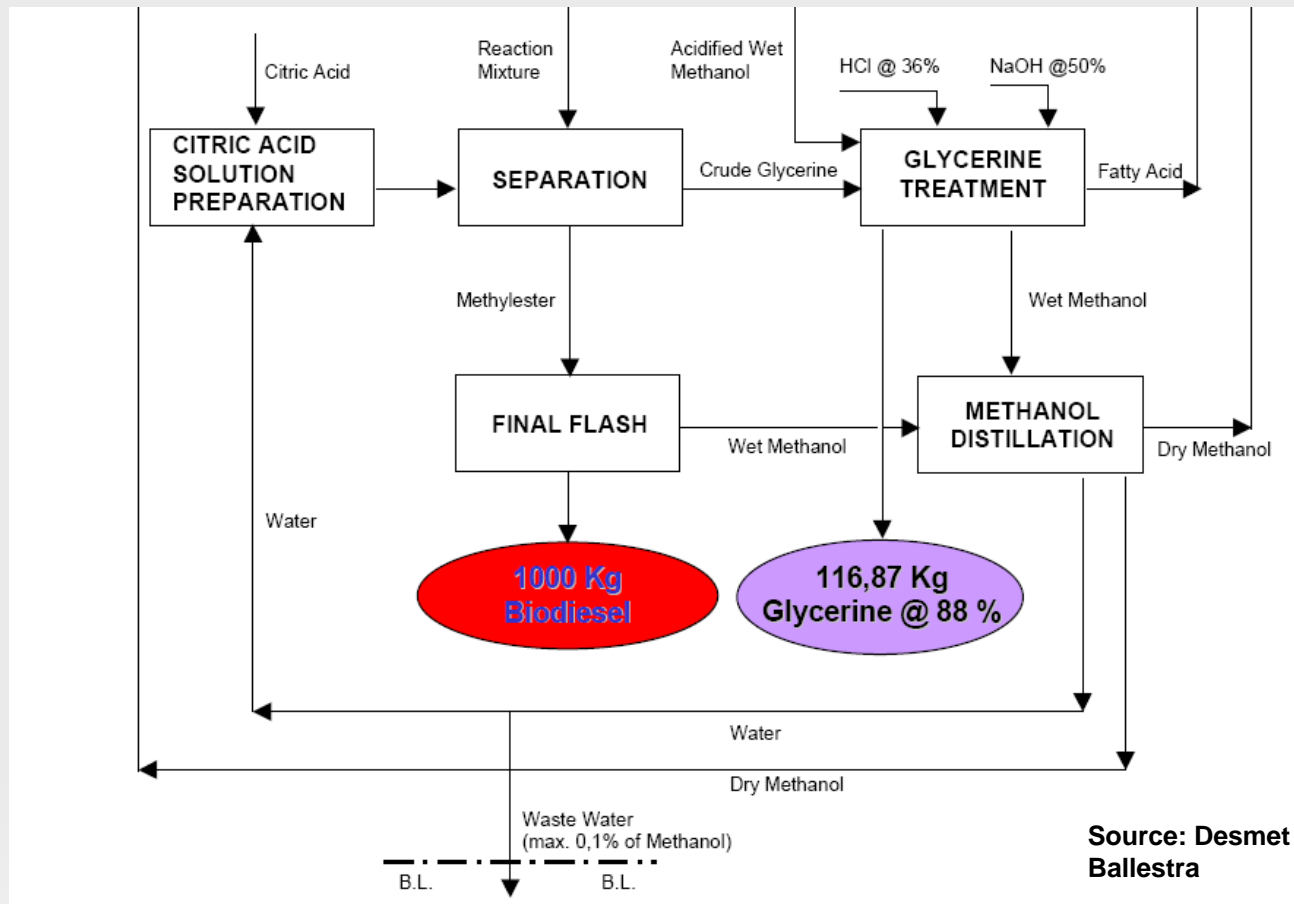 Citric Acid
Reaction
Mixture
Acidified Wet
Methanol
HCl @ 36%
NaOH @50%
CITRIC ACID
SOLUTION
PREPARATION
SEPARATION
Crude Glycerine
GLYCERINE
TREATMENT
Fatty Acid
Methylester
Wet Methanol
FINAL FLASH
Wet Methanol
METHANOL
DISTILLATION
Dry Methanol
Water
1000 Kg
Biodiesel
116,87 Kg
Glycerine @ 88 %
Water
Dry Methanol
Waste Water
(max. 0,1% of Methanol)
B.L.
B.L.
Source: Desmet
Ballestra